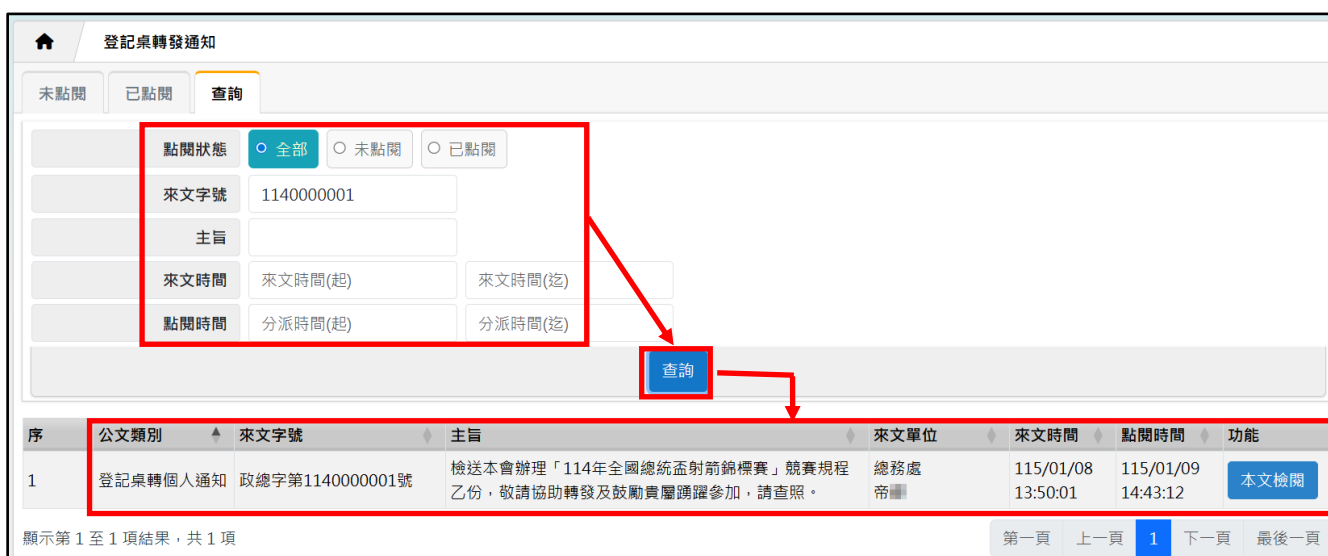 登記桌轉發通知
未點閱 已點閱 查詢
點閱狀態 全部 未點閱 已點閱
來文字號 1140000001
主旨
來文時間 來文時間(起) 來文時間(迄)
點閱時間 分派時間(起) 分派時間(迄)
查詢
序 公文類別 來文字號 主旨 來文單位 來文時間 點閱時間 功能
1 登記桌轉個人通知 政總字第1140000001號 檢送本會辦理「114年全國總統盃射箭錦標賽」競賽規程 總務處 115/01/08 115/01/09 本文檢閱
乙份，敬請協助轉發及鼓勵貴屬踴躍參加，請查照。 帝 13:50:01 14:43:12
顯示第 1 至 1 項結果，共 1 項 第一頁 上一頁 1 下一頁 最後一頁